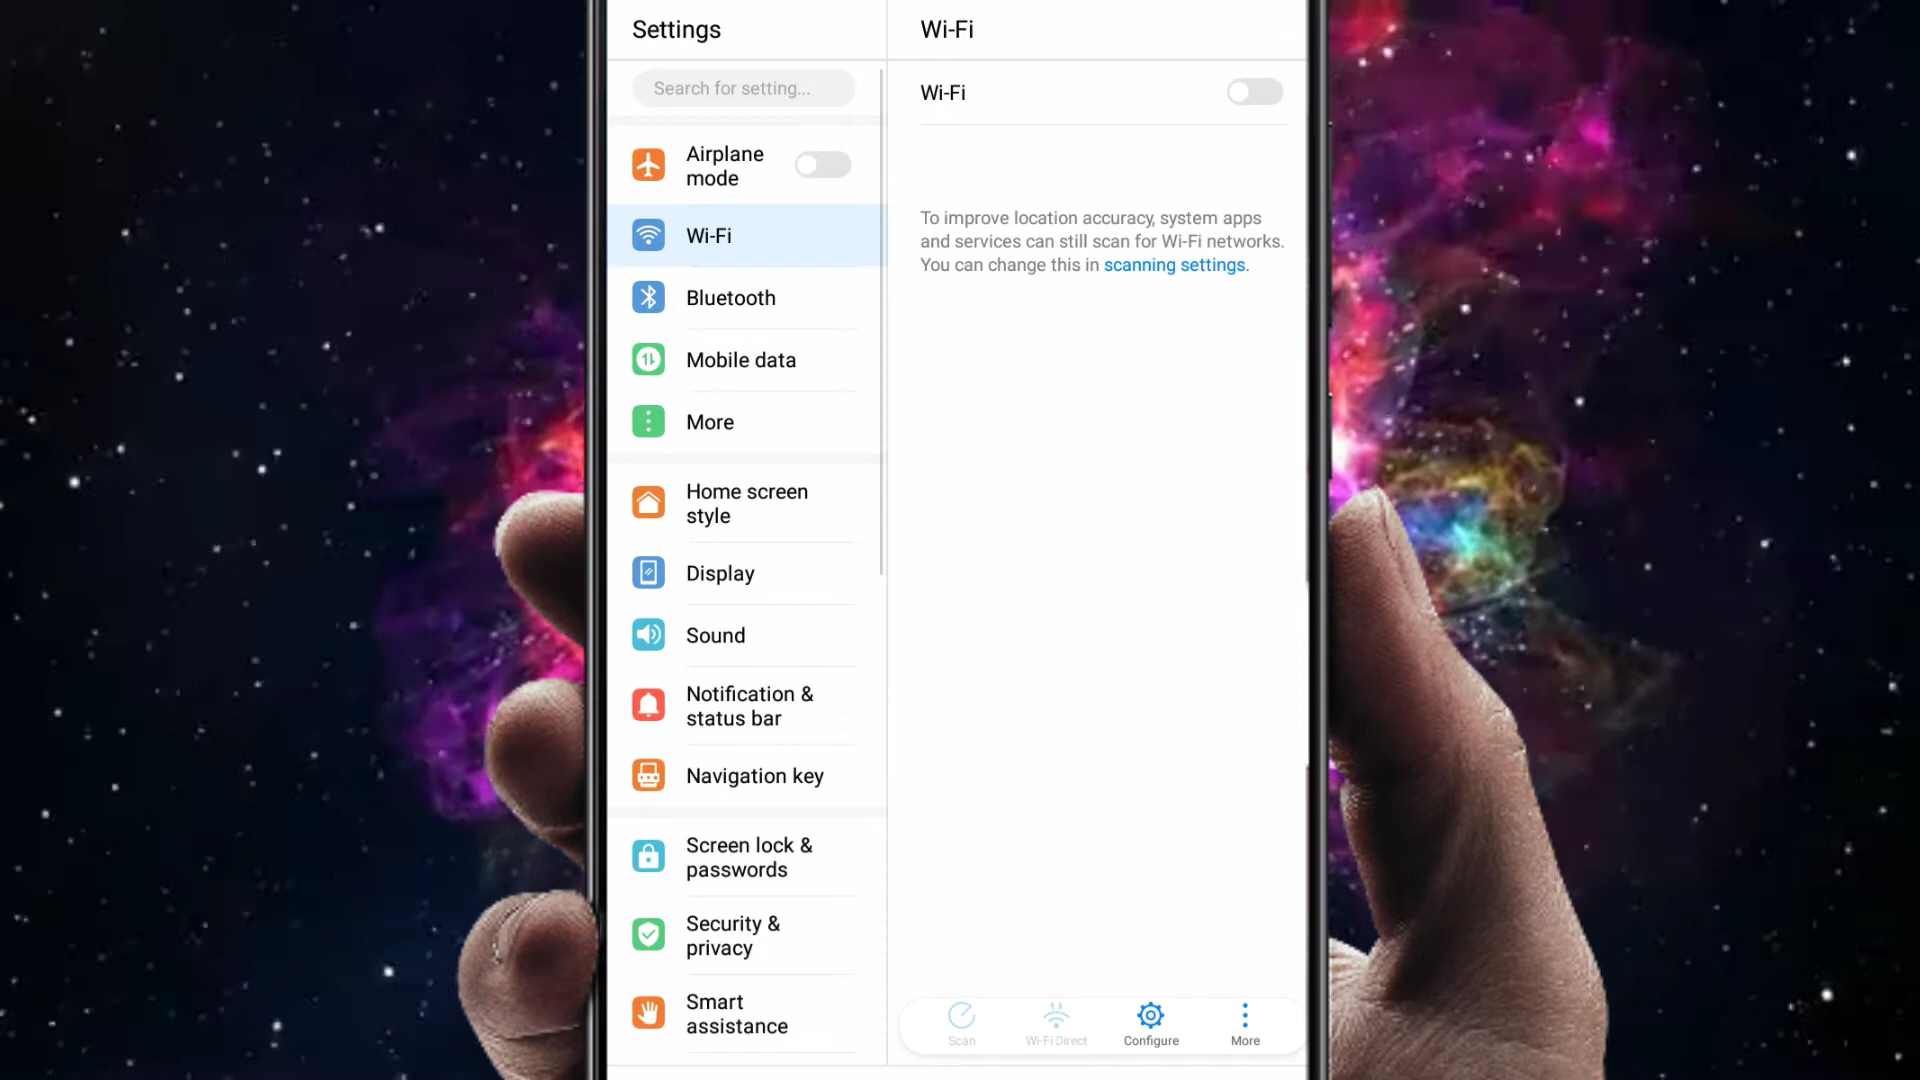 Settings
Search for setting...
Airplane
mode
Wi-Fi
Bluetooth
Mobile data
More
Home screen
style
Display
Sound
Notification &
status bar
Navigation key
Screen lock &
passwords
Security &
privacy
Smart
assistance
Wi-Fi
Wi-Fi
To improve location accuracy, system apps
and services can still scan for Wi-Fi networks.
You can change this in scanning settings.
Scan
Wi-Fi Direct
Configure
More